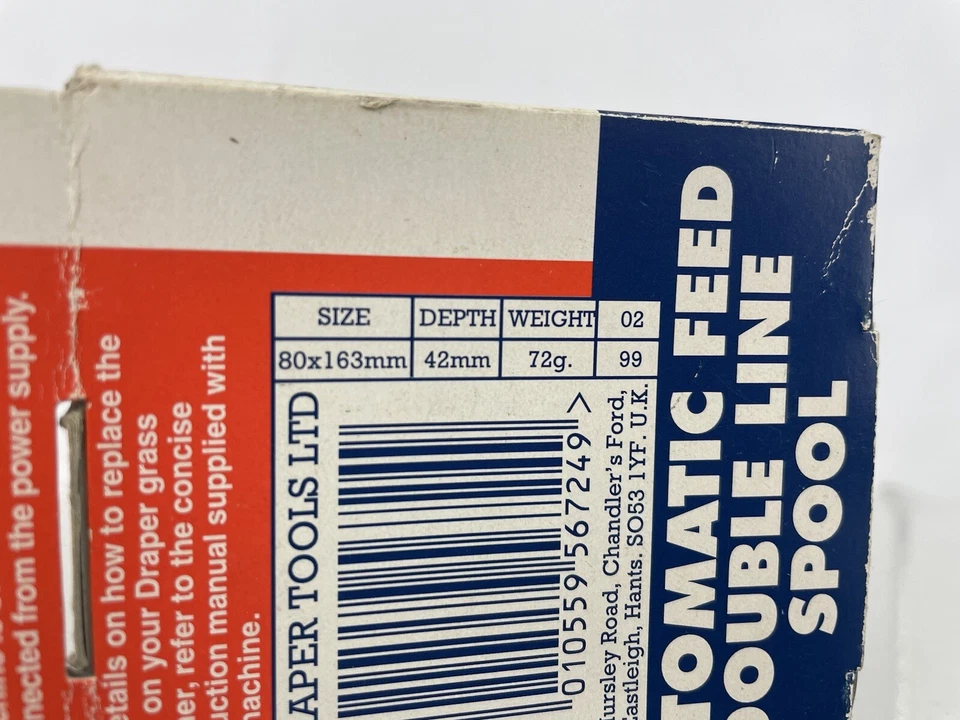 nected from the power supply.
etails on how to replace the
on your Draper grass
er, refer to the concise
uction manual supplied with
machine.
SIZE DEPTH WEIGHT 02
80x163mm 42mm 72g. 99
APER TOOLS LTD
010559 567249 >
ursley Road, Chandler's Ford,
Eastleigh, Hants. SO53 1YF. U.K.
TOMATIC FEED
OUBLE LINE
SPOOL